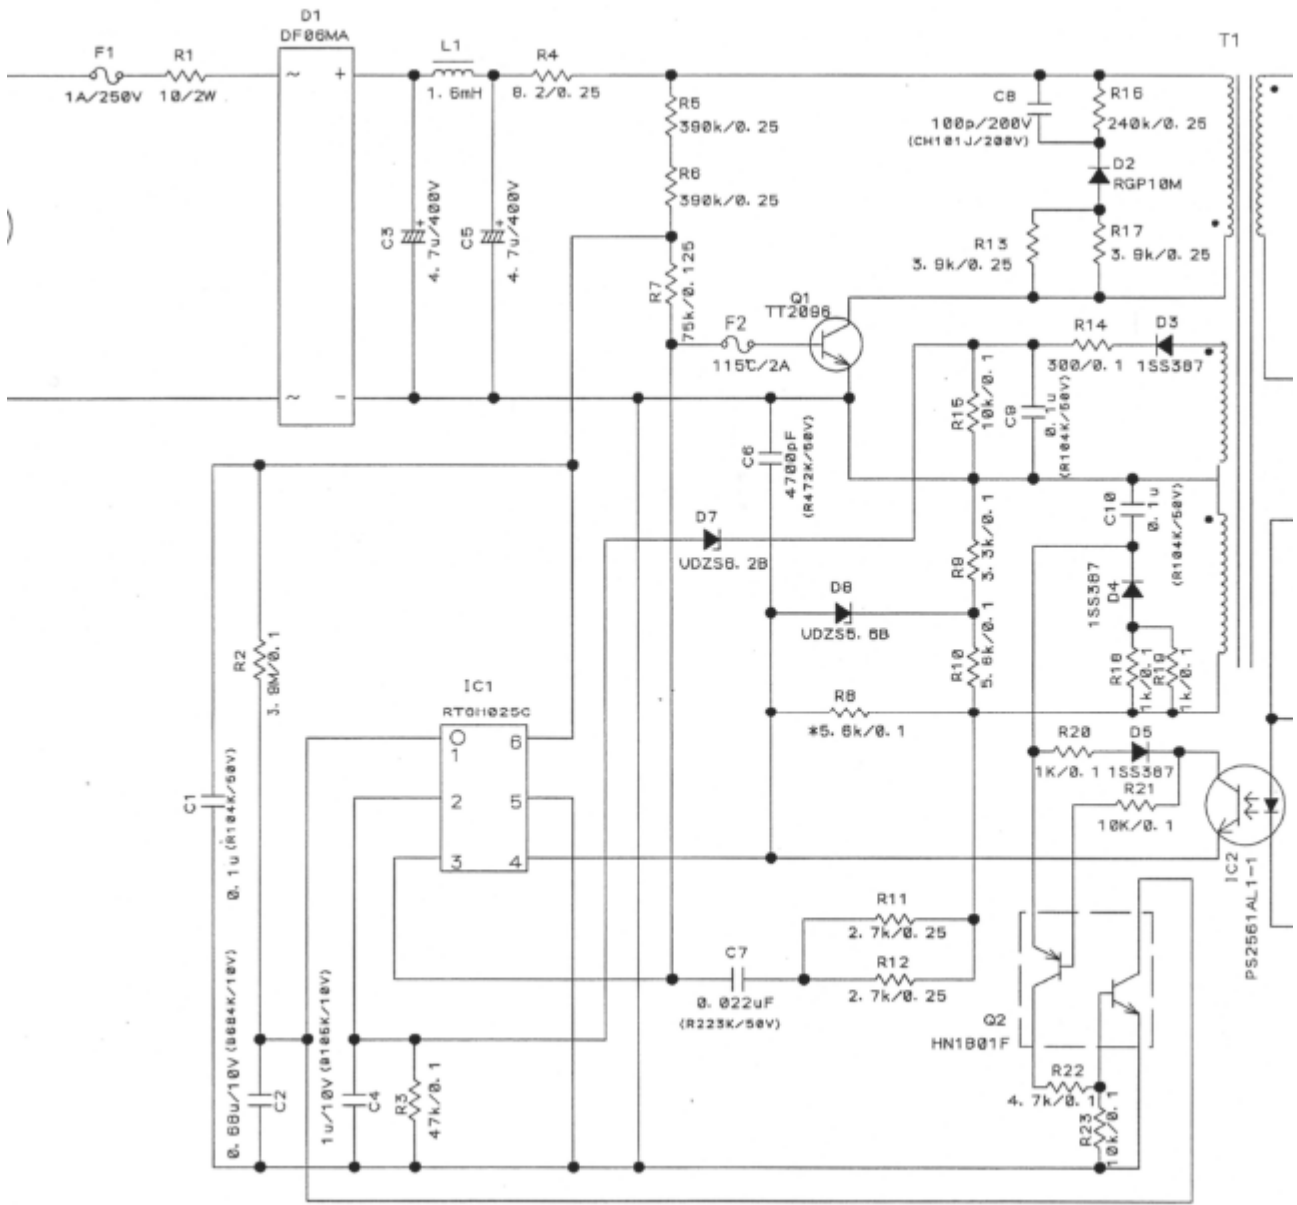 D1
DF06MA
F1
1A/250V
R1
10/2W
~
+
~
−
L1
1.6mH
R4
8.2/0.25
T1
R5
390k/0.25
R6
390k/0.25
C8
100p/200V
(CH101J/200V)
R16
240k/0.25
D2
RGP10M
C3
4.7u/400V
+
C5
4.7u/400V
+
R7
75k/0.125
R13
3.9k/0.25
R17
3.9k/0.25
Q1
TT2096
F2
115℃/2A
R14
300/0.1
D3
1SS387
R15
10k/0.1
C9
0.1u
(R104K/50V)
C6
4700pF
(R472K/50V)
C10
0.1u
(R104K/50V)
D7
UDZS6.2B
R9
3.3k/0.1
1SS387
D4
D8
UDZS5.6B
R10
5.6k/0.1
R18
1k/0.1
R19
1k/0.1
R2
3.9M/0.1
IC1
RTGH025C
1
2
3
6
5
4
R8
*5.6k/0.1
R20
1K/0.1
D5
1SS387
R21
10K/0.1
C1
0.1u (R104K/50V)
IC2
PS2561AL1-1
R11
2.7k/0.25
R12
2.7k/0.25
C7
0.022uF
(R223K/50V)
Q2
HN1B01F
C2
0.68u/10V (B684K/10V)
C4
1u/10V (B105K/10V)
R3
47k/0.1
R22
4.7k/0.1
R23
10k/0.1